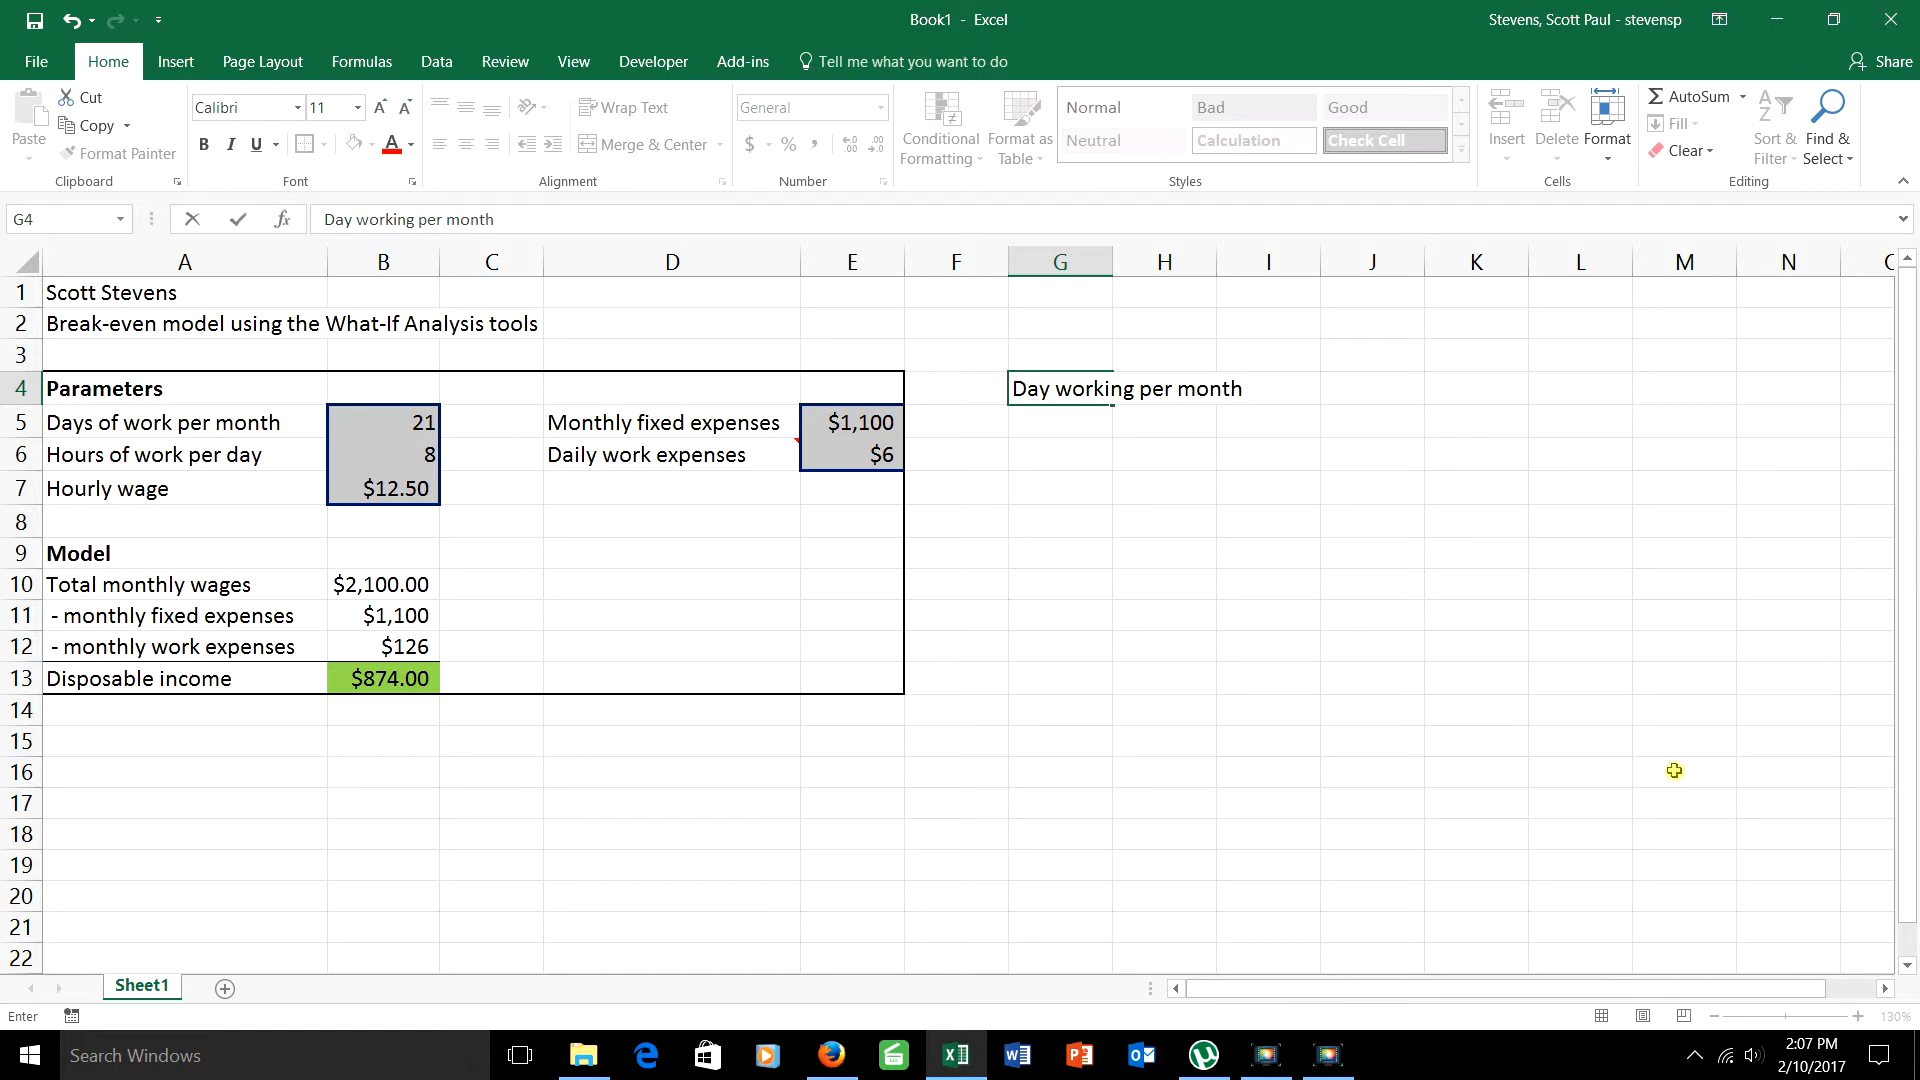 Book1 - Excel
Stevens, Scott Paul - stevensp
File Home Insert Page Layout Formulas Data Review View Developer Add-ins Tell me what you want to do Share
Paste
Cut
Copy
Format Painter
Clipboard
Calibri 11
B I U A
Font
Wrap Text
Merge & Center
Alignment
General
$ % ,
Number
Conditional Formatting
Format as Table
Normal Bad Good
Neutral Calculation Check Cell
Styles
Insert Delete Format
Cells
AutoSum
Fill
Clear
Sort & Filter
Find & Select
Editing
G4 fx Day working per month
A B C D E F G H I J K L M N
1 Scott Stevens
2 Break-even model using the What-If Analysis tools
3
4 Parameters Day working per month
5 Days of work per month 21 Monthly fixed expenses $1,100
6 Hours of work per day 8 Daily work expenses $6
7 Hourly wage $12.50
8
9 Model
10 Total monthly wages $2,100.00
11 - monthly fixed expenses $1,100
12 - monthly work expenses $126
13 Disposable income $874.00
14
15
16
17
18
19
20
21
22
Sheet1
Enter 130%
Search Windows
2:07 PM
2/10/2017